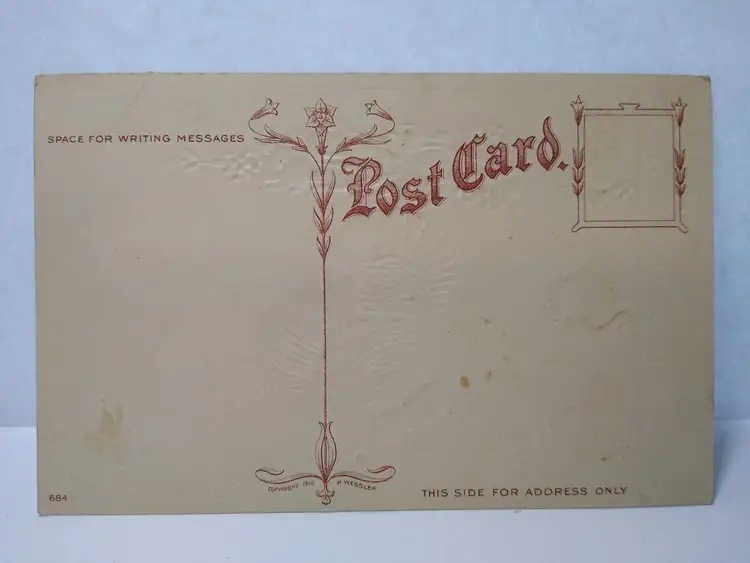 SPACE FOR WRITING MESSAGES
Post Card.
COPYRIGHT 1910 H. WESSLER
684
THIS SIDE FOR ADDRESS ONLY